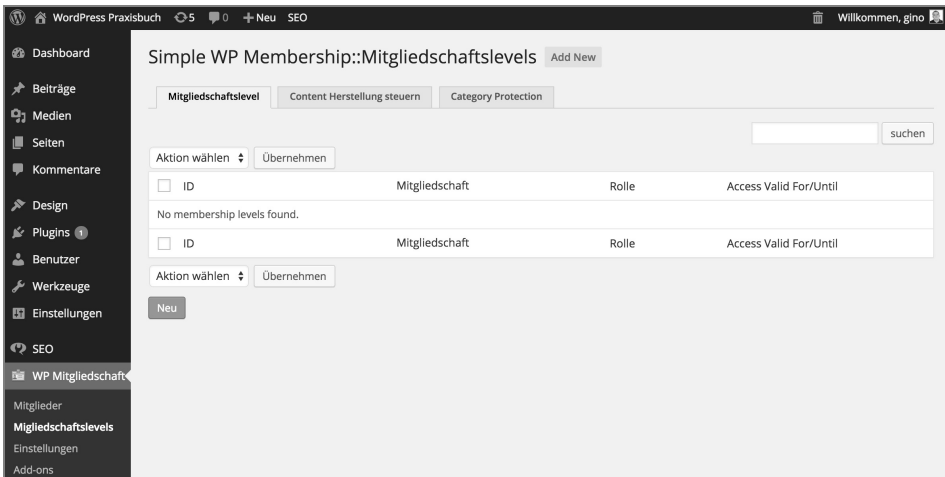 WordPress Praxisbuch 5 0 + Neu SEO Willkommen, gino
Dashboard
Beiträge
Medien
Seiten
Kommentare
Design
Plugins 1
Benutzer
Werkzeuge
Einstellungen
SEO
WP Mitgliedschaft
Mitglieder
Migliedschaftslevels
Einstellungen
Add-ons
Simple WP Membership::Mitgliedschaftslevels Add New
Mitgliedschaftslevel Content Herstellung steuern Category Protection
suchen
Aktion wählen Übernehmen
ID Mitgliedschaft Rolle Access Valid For/Until
No membership levels found.
ID Mitgliedschaft Rolle Access Valid For/Until
Aktion wählen Übernehmen
Neu